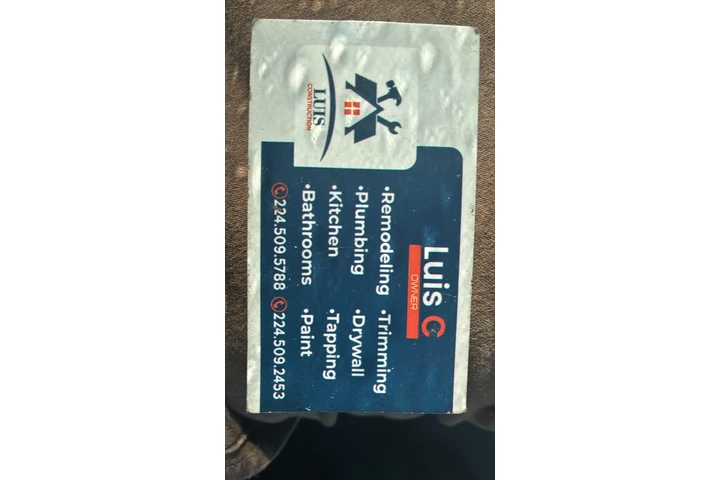 LUIS
CONSTRUCTION
Luis C
OWNER
•Remodeling •Trimming
•Plumbing •Drywall
•Kitchen •Tapping
•Bathrooms •Paint
224.509.5788 224.509.2453